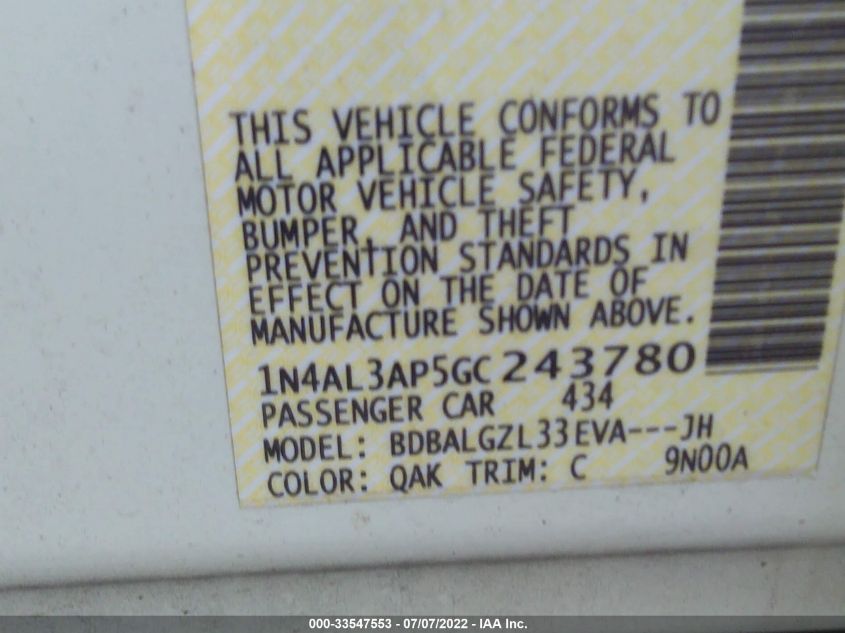 THIS VEHICLE CONFORMS TO
ALL APPLICABLE FEDERAL
MOTOR VEHICLE SAFETY,
BUMPER, AND THEFT
PREVENTION STANDARDS IN
EFFECT ON THE DATE OF
MANUFACTURE SHOWN ABOVE.
1N4AL3AP5GC243780
PASSENGER CAR 434
MODEL: BDBALGZL33EVA---JH
COLOR: QAK TRIM: C 9N00A
000-33547553 - 07/07/2022 - IAA Inc.